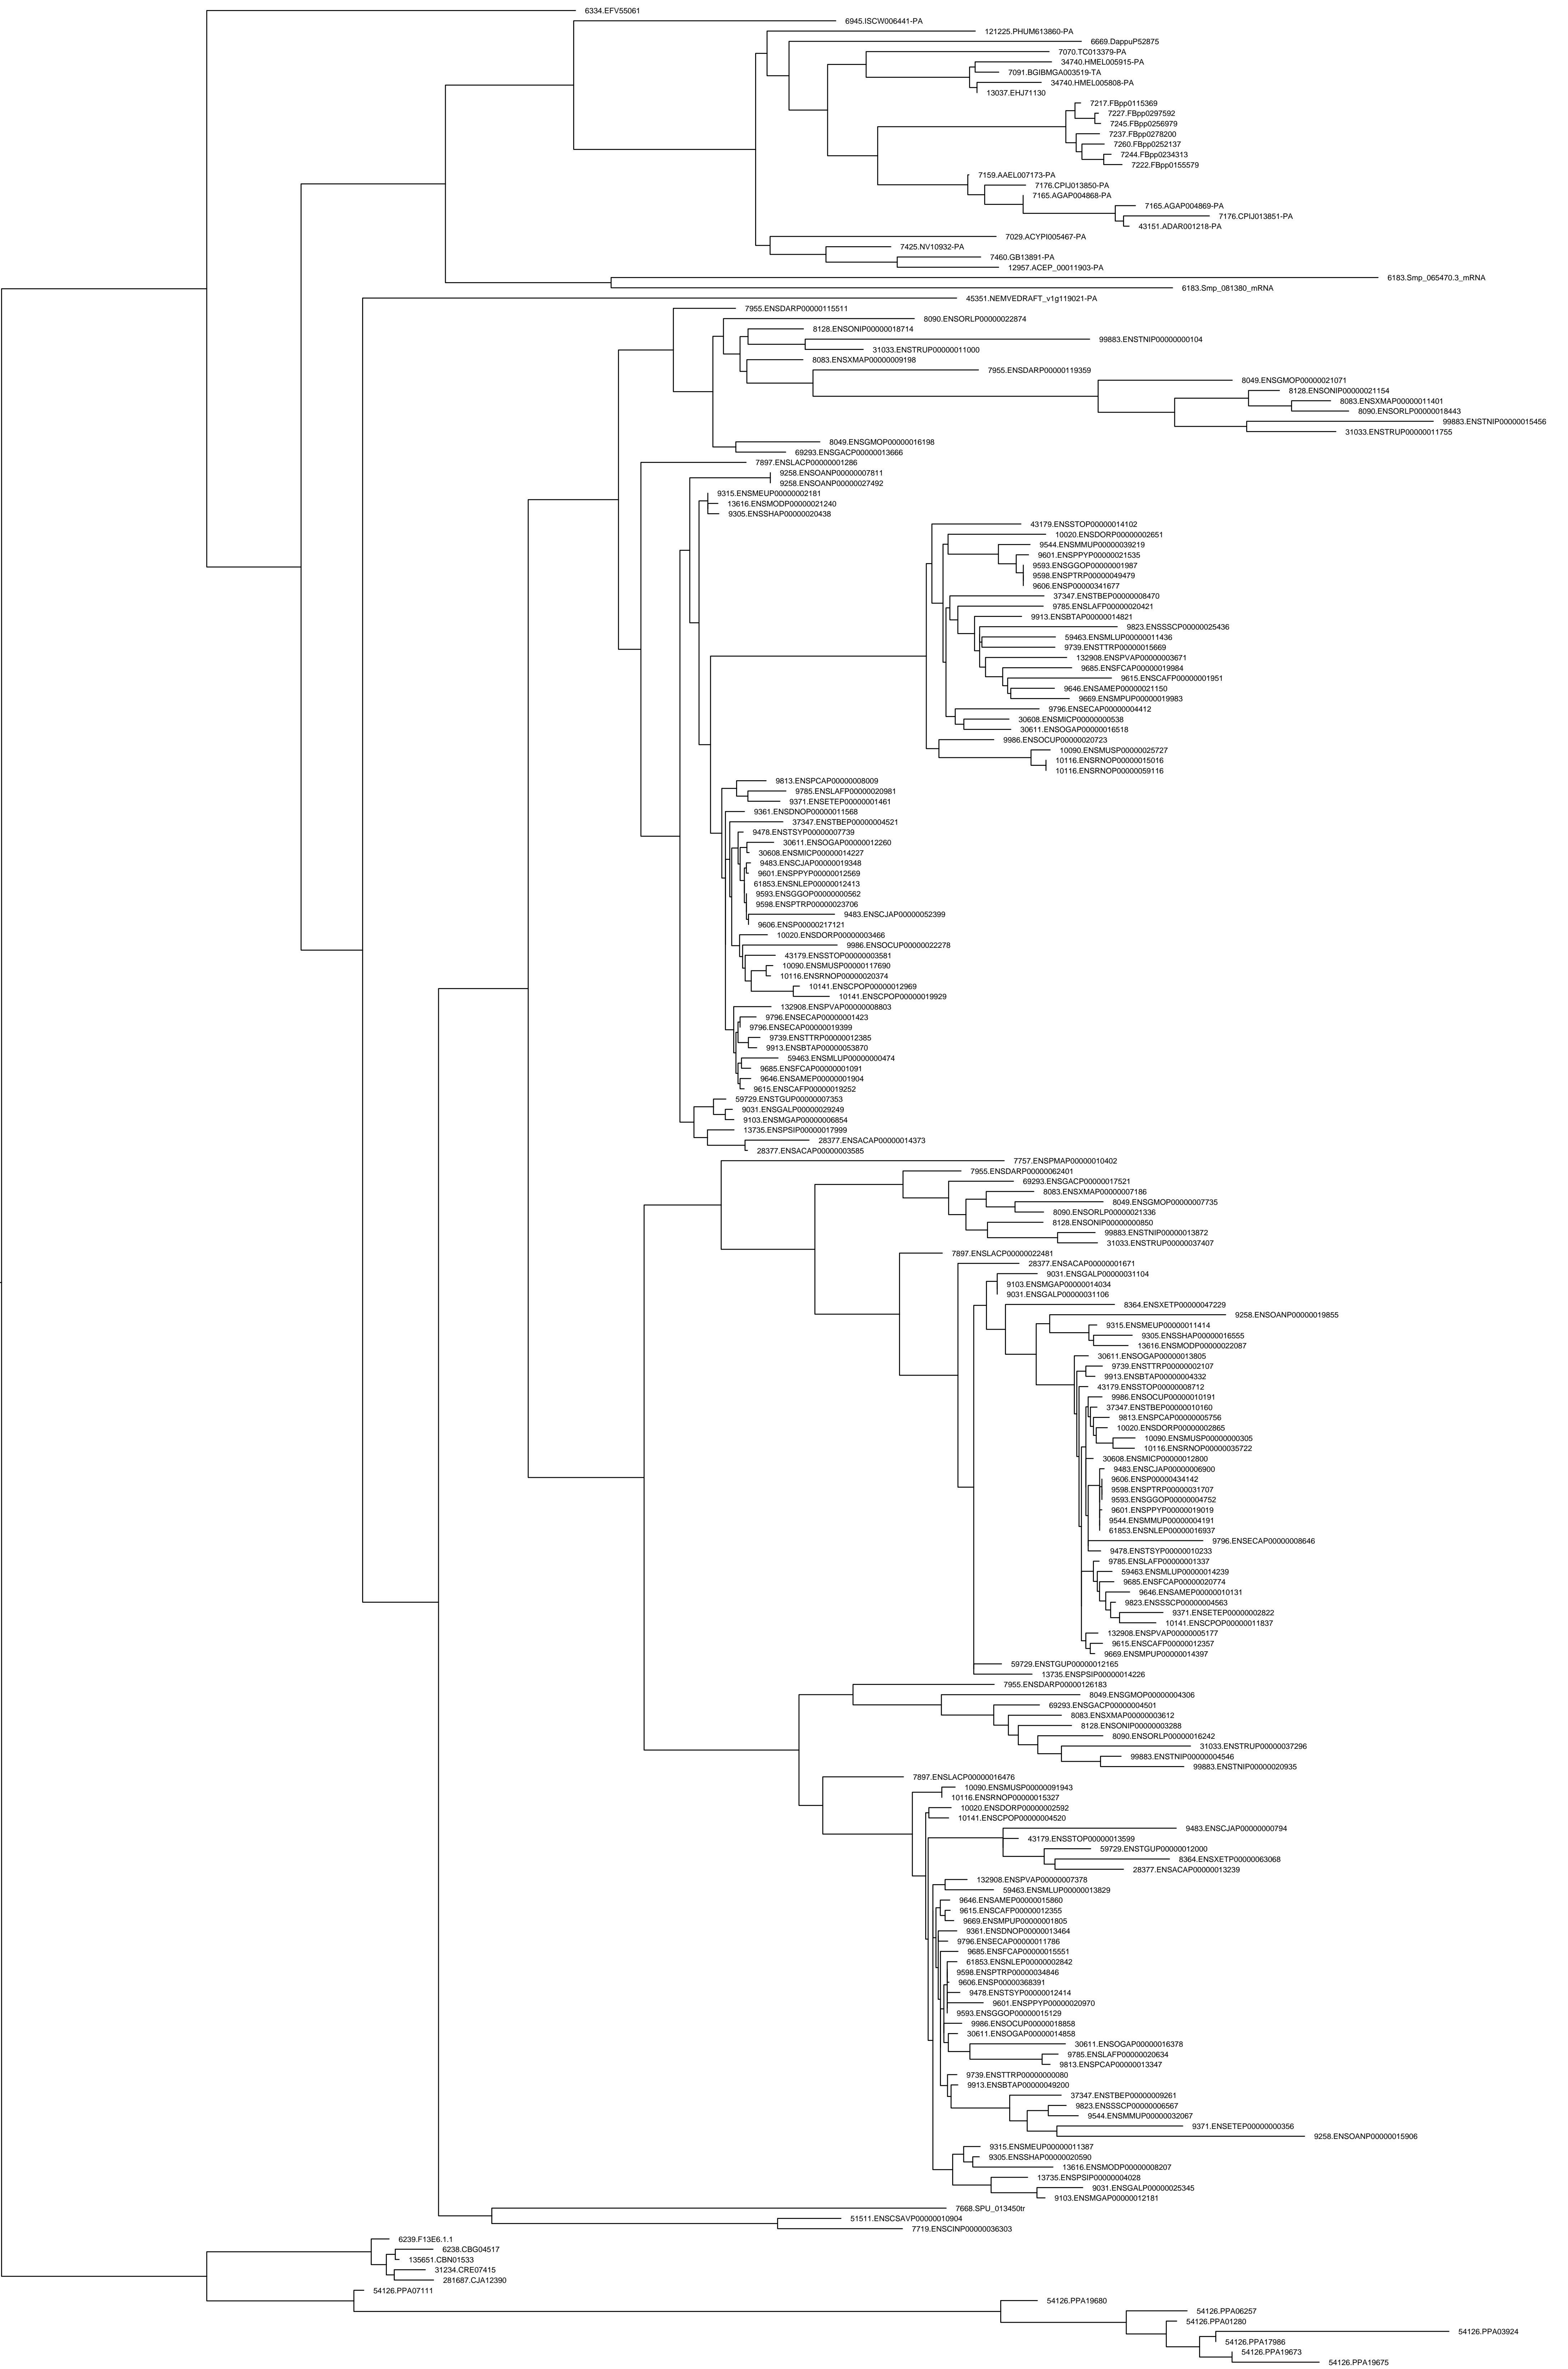 6334.EFV55061
6945.ISCW006441-PA
121225.PHUM613860-PA
6669.DappuP52875
7070.TC013379-PA
34740.HMEL005915-PA
7091.BGIBMGA003519-TA
34740.HMEL005808-PA
13037.EHJ71130
7217.FBpp0115369
7227.FBpp0297592
7245.FBpp0256979
7237.FBpp0278200
7260.FBpp0252137
7244.FBpp0234313
7222.FBpp0155579
7159.AAEL007173-PA
7176.CPIJ013850-PA
7165.AGAP004868-PA
7165.AGAP004869-PA
7176.CPIJ013851-PA
43151.ADAR001218-PA
7029.ACYPI005467-PA
7425.NV10932-PA
7460.GB13891-PA
12957.ACEP_00011903-PA
6183.Smp_065470.3_mRNA
6183.Smp_081380_mRNA
45351.NEMVEDRAFT_v1g119021-PA
7955.ENSDARP00000115511
8090.ENSORLP00000022874
8128.ENSONIP00000018714
99883.ENSTNIP00000000104
31033.ENSTRUP00000011000
8083.ENSXMAP00000009198
7955.ENSDARP00000119359
8049.ENSGMOP00000021071
8128.ENSONIP00000021154
8083.ENSXMAP00000011401
8090.ENSORLP00000018443
99883.ENSTNIP00000015456
31033.ENSTRUP00000011755
8049.ENSGMOP00000016198
69293.ENSGACP00000013666
7897.ENSLACP00000001286
9258.ENSOANP00000007811
9258.ENSOANP00000027492
9315.ENSMEUP00000002181
13616.ENSMODP00000021240
9305.ENSSHAP00000020438
43179.ENSSTOP00000014102
10020.ENSDORP00000002651
9544.ENSMMUP00000039219
9601.ENSPPYP00000021535
9593.ENSGGOP00000001987
9598.ENSPTRP00000049479
9606.ENSP00000341677
37347.ENSTBEP00000008470
9785.ENSLAFP00000020421
9913.ENSBTAP00000014821
9823.ENSSSCP00000025436
59463.ENSMLUP00000011436
9739.ENSTTRP00000015669
132908.ENSPVAP00000003671
9685.ENSFCAP00000019984
9615.ENSCAFP00000001951
9646.ENSAMEP00000021150
9669.ENSMPUP00000019983
9796.ENSECAP00000004412
30608.ENSMICP00000000538
30611.ENSOGAP00000016518
9986.ENSOCUP00000020723
10090.ENSMUSP00000025727
10116.ENSRNOP00000015016
10116.ENSRNOP00000059116
9813.ENSPCAP00000008009
9785.ENSLAFP00000020981
9371.ENSETEP00000001461
9361.ENSDNOP00000011568
37347.ENSTBEP00000004521
9478.ENSTSYP00000007739
30611.ENSOGAP00000012260
30608.ENSMICP00000014227
9483.ENSCJAP00000019348
9601.ENSPPYP00000012569
61853.ENSNLEP00000012413
9593.ENSGGOP00000000562
9598.ENSPTRP00000023706
9483.ENSCJAP00000052399
9606.ENSP00000217121
10020.ENSDORP00000003466
9986.ENSOCUP00000022278
43179.ENSSTOP00000003581
10090.ENSMUSP00000117690
10116.ENSRNOP00000020374
10141.ENSCPOP00000012969
10141.ENSCPOP00000019929
132908.ENSPVAP00000008803
9796.ENSECAP00000001423
9796.ENSECAP00000019399
9739.ENSTTRP00000012385
9913.ENSBTAP00000053870
59463.ENSMLUP00000000474
9685.ENSFCAP00000001091
9646.ENSAMEP00000001904
9615.ENSCAFP00000019252
59729.ENSTGUP00000007353
9031.ENSGALP00000029249
9103.ENSMGAP00000006854
13735.ENSPSIP00000017999
28377.ENSACAP00000014373
28377.ENSACAP00000003585
7757.ENSPMAP00000010402
7955.ENSDARP00000062401
69293.ENSGACP00000017521
8083.ENSXMAP00000007186
8049.ENSGMOP00000007735
8090.ENSORLP00000021336
8128.ENSONIP00000000850
99883.ENSTNIP00000013872
31033.ENSTRUP00000037407
7897.ENSLACP00000022481
28377.ENSACAP00000001671
9031.ENSGALP00000031104
9103.ENSMGAP00000014034
9031.ENSGALP00000031106
8364.ENSXETP00000047229
9258.ENSOANP00000019855
9315.ENSMEUP00000011414
9305.ENSSHAP00000016555
13616.ENSMODP00000022087
30611.ENSOGAP00000013805
9739.ENSTTRP00000002107
9913.ENSBTAP00000004332
43179.ENSSTOP00000008712
9986.ENSOCUP00000010191
37347.ENSTBEP00000010160
9813.ENSPCAP00000005756
10020.ENSDORP00000002865
10090.ENSMUSP00000000305
10116.ENSRNOP00000035722
30608.ENSMICP00000012800
9483.ENSCJAP00000006900
9606.ENSP00000434142
9598.ENSPTRP00000031707
9593.ENSGGOP00000004752
9601.ENSPPYP00000019019
9544.ENSMMUP00000004191
61853.ENSNLEP00000016937
9796.ENSECAP00000008646
9478.ENSTSYP00000010233
9785.ENSLAFP00000001337
59463.ENSMLUP00000014239
9685.ENSFCAP00000020774
9646.ENSAMEP00000010131
9823.ENSSSCP00000004563
9371.ENSETEP00000002822
10141.ENSCPOP00000011837
132908.ENSPVAP00000005177
9615.ENSCAFP00000012357
9669.ENSMPUP00000014397
59729.ENSTGUP00000012165
13735.ENSPSIP00000014226
7955.ENSDARP00000126183
8049.ENSGMOP00000004306
69293.ENSGACP00000004501
8083.ENSXMAP00000003612
8128.ENSONIP00000003288
8090.ENSORLP00000016242
31033.ENSTRUP00000037296
99883.ENSTNIP00000004546
99883.ENSTNIP00000020935
7897.ENSLACP00000016476
10090.ENSMUSP00000091943
10116.ENSRNOP00000015327
10020.ENSDORP00000002592
10141.ENSCPOP00000004520
9483.ENSCJAP00000000794
43179.ENSSTOP00000013599
59729.ENSTGUP00000012000
8364.ENSXETP00000063068
28377.ENSACAP00000013239
132908.ENSPVAP00000007378
59463.ENSMLUP00000013829
9646.ENSAMEP00000015860
9615.ENSCAFP00000012355
9669.ENSMPUP00000001805
9361.ENSDNOP00000013464
9796.ENSECAP00000011786
9685.ENSFCAP00000015551
61853.ENSNLEP00000002842
9598.ENSPTRP00000034846
9606.ENSP00000368391
9478.ENSTSYP00000012414
9601.ENSPPYP00000020970
9593.ENSGGOP00000015129
9986.ENSOCUP00000018858
30611.ENSOGAP00000014858
30611.ENSOGAP00000016378
9785.ENSLAFP00000020634
9813.ENSPCAP00000013347
9739.ENSTTRP00000000080
9913.ENSBTAP00000049200
37347.ENSTBEP00000009261
9823.ENSSSCP00000006567
9544.ENSMMUP00000032067
9371.ENSETEP00000000356
9258.ENSOANP00000015906
9315.ENSMEUP00000011387
9305.ENSSHAP00000020590
13616.ENSMODP00000008207
13735.ENSPSIP00000004028
9031.ENSGALP00000025345
9103.ENSMGAP00000012181
7668.SPU_013450tr
51511.ENSCSAVP00000010904
7719.ENSCINP00000036303
6239.F13E6.1.1
6238.CBG04517
135651.CBN01533
31234.CRE07415
281687.CJA12390
54126.PPA07111
54126.PPA19680
54126.PPA06257
54126.PPA01280
54126.PPA03924
54126.PPA17986
54126.PPA19673
54126.PPA19675